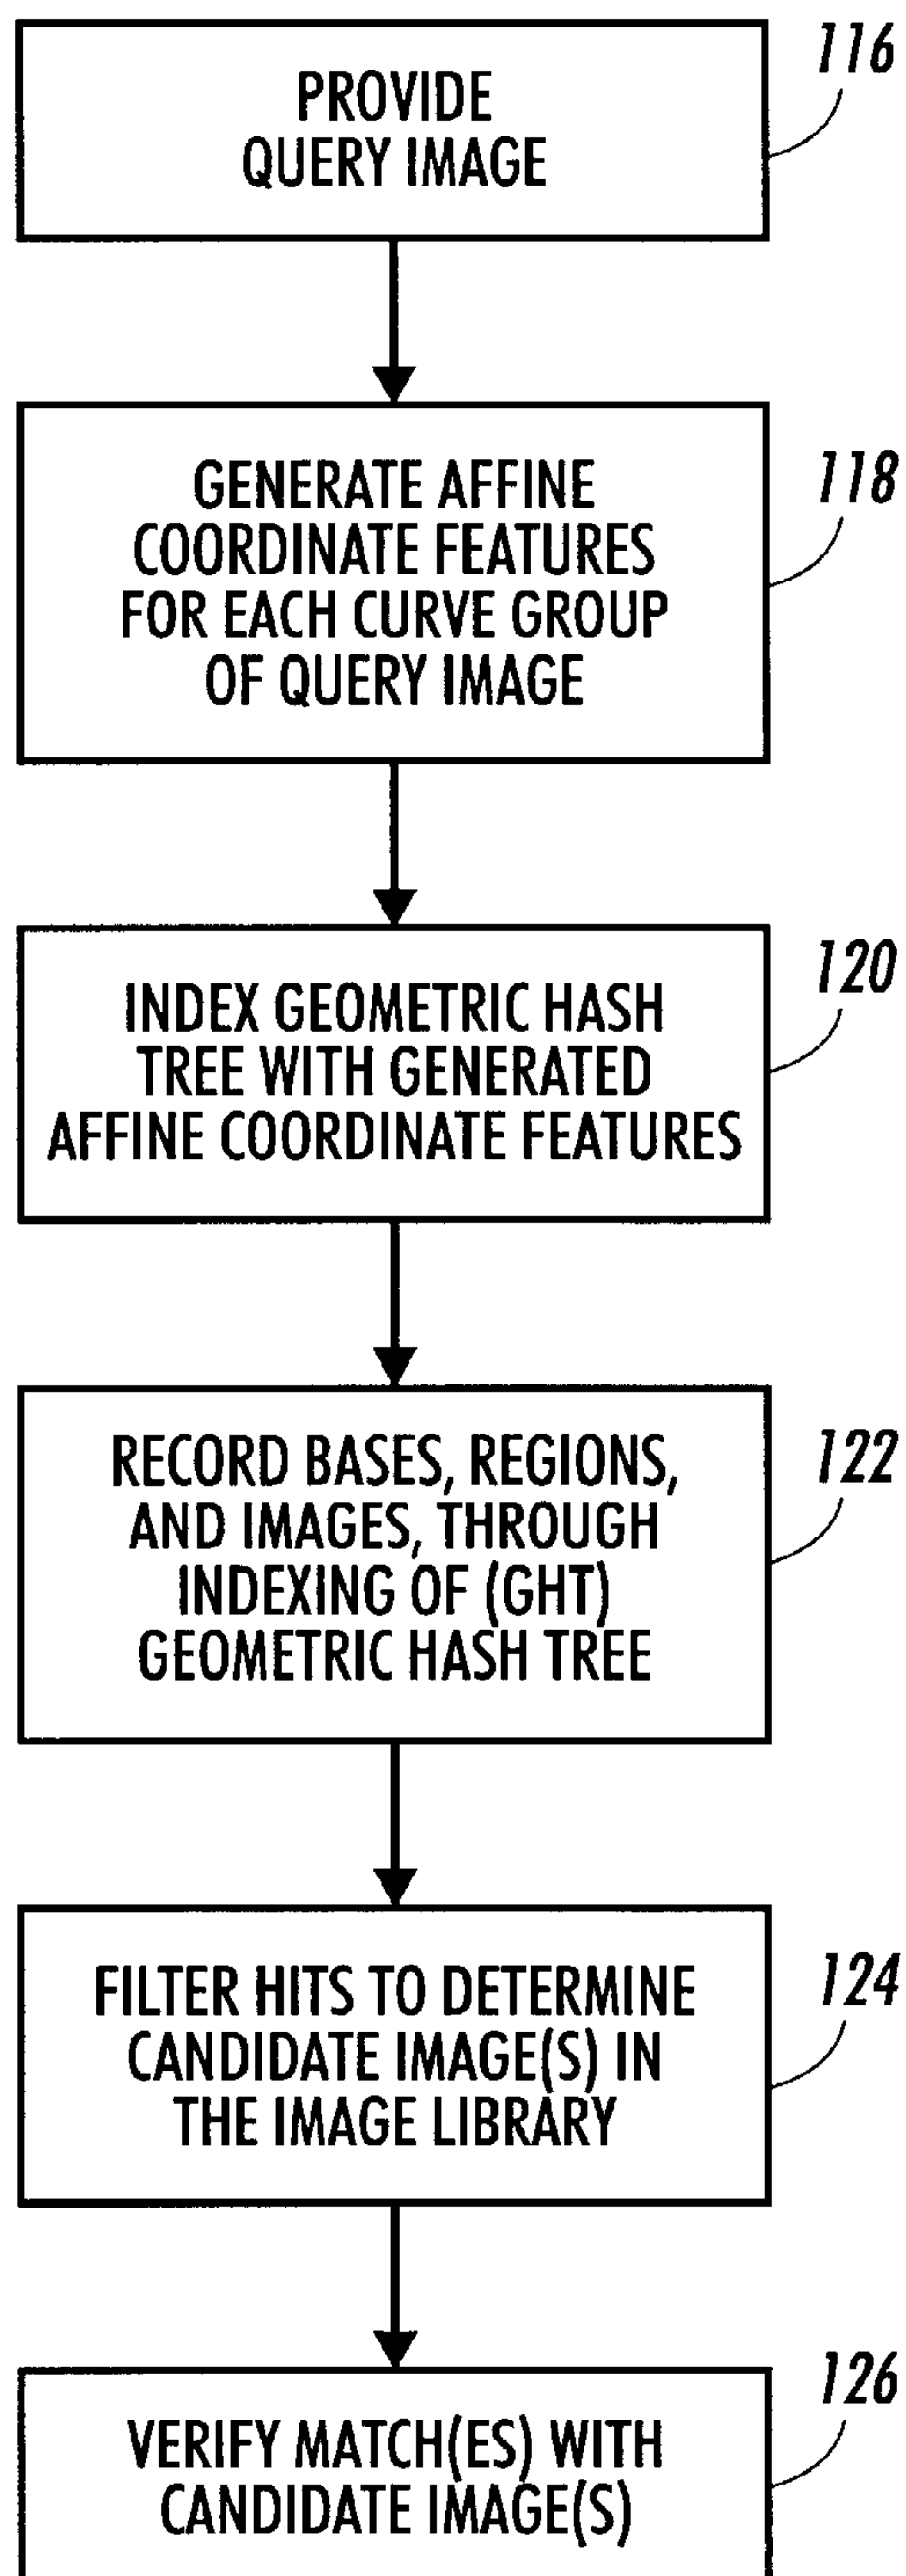 116
PROVIDE
QUERY IMAGE
118
GENERATE AFFINE
COORDINATE FEATURES
FOR EACH CURVE GROUP
OF QUERY IMAGE
120
INDEX GEOMETRIC HASH
TREE WITH GENERATED
AFFINE COORDINATE FEATURES
122
RECORD BASES, REGIONS,
AND IMAGES, THROUGH
INDEXING OF (GHT)
GEOMETRIC HASH TREE
124
FILTER HITS TO DETERMINE
CANDIDATE IMAGE(S) IN
THE IMAGE LIBRARY
126
VERIFY MATCH(ES) WITH
CANDIDATE IMAGE(S)